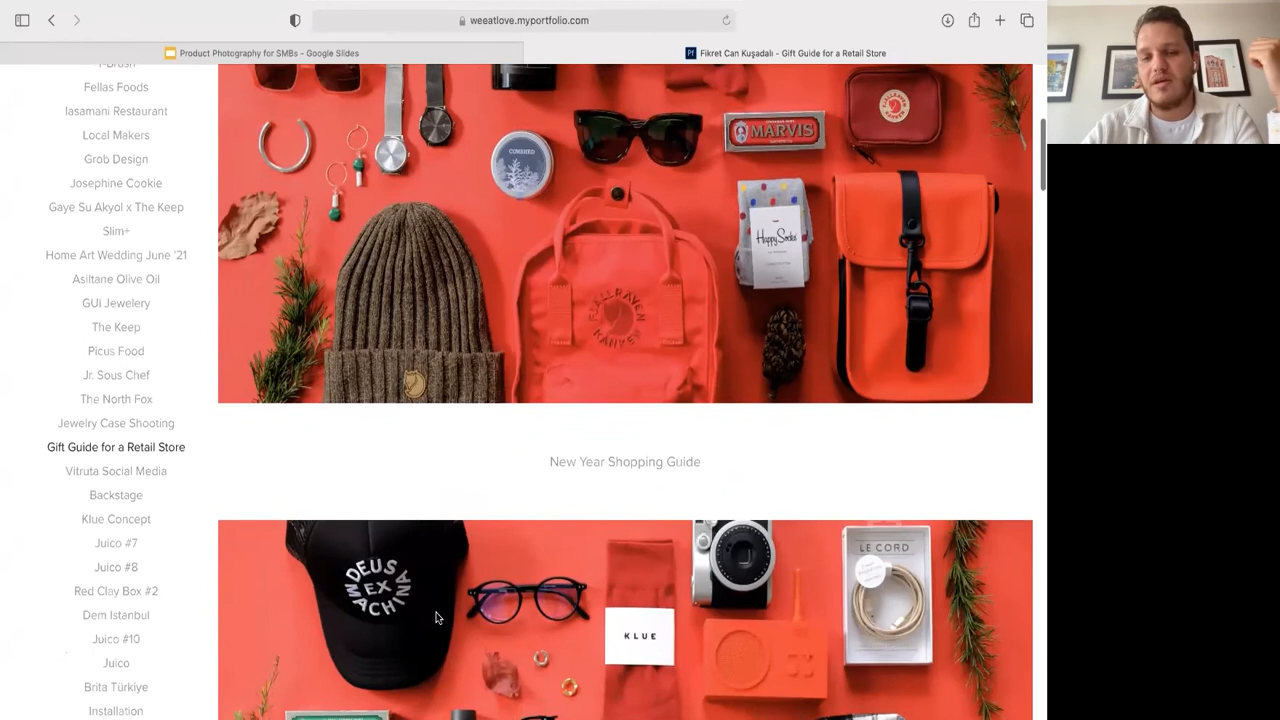 weeatlove.myportfolio.com
Product Photography for SMBs - Google Slides
Fikret Can Kuşadalı - Gift Guide for a Retail Store
Fellas Foods
Iasamani Restaurant
Local Makers
Grob Design
Josephine Cookie
Gaye Su Akyol x The Keep
Slim+
Home Art Wedding June '21
Asiltane Olive Oil
GUi Jewelery
The Keep
Picus Food
Jr. Sous Chef
The North Fox
Jewelry Case Shooting
Gift Guide for a Retail Store
Vitruta Social Media
Backstage
Klue Concept
Juico #7
Juico #8
Red Clay Box #2
Dem Istanbul
Juico #10
Juico
Brita Türkiye
Installation
MARVIS
Happy Socks
FJÄLLRÄVEN
KÅNKEN
New Year Shopping Guide
DEUS
EX
MACHINA
KLUE
LE CORD